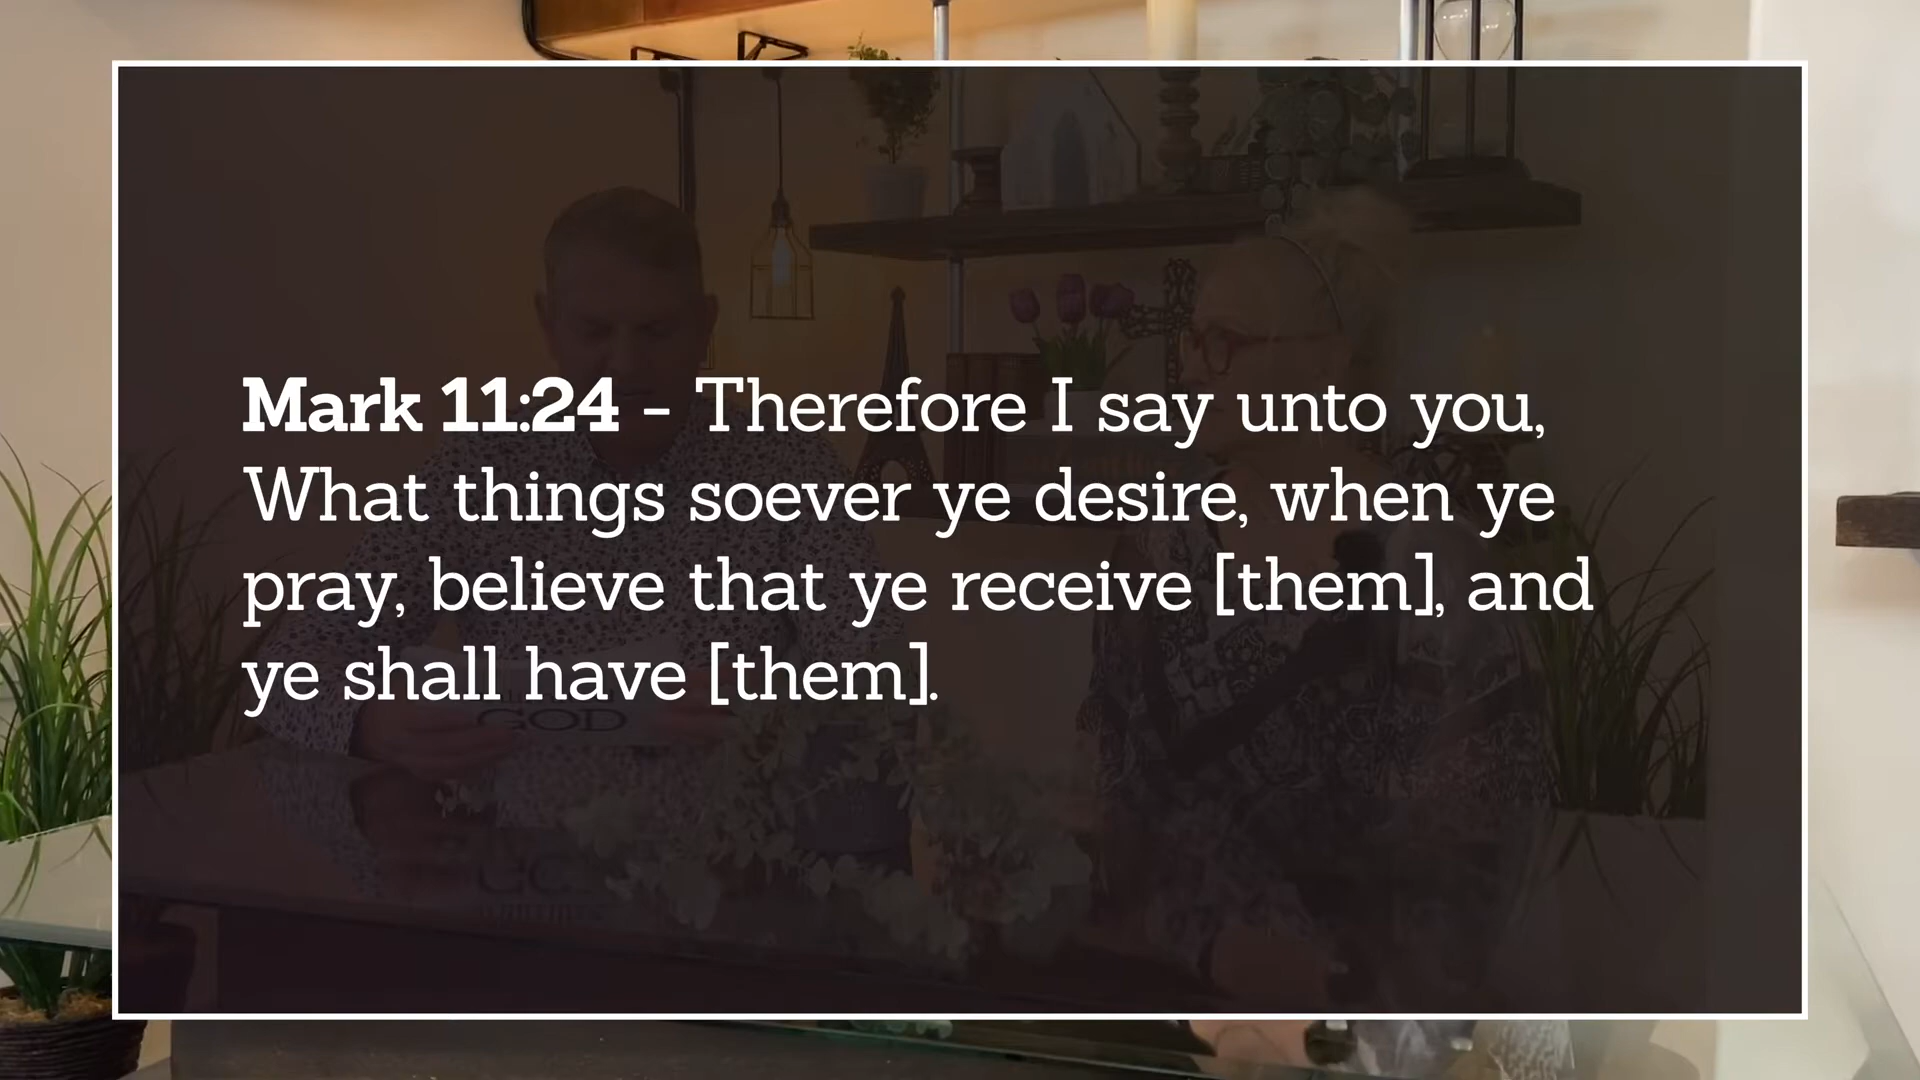 Mark 11:24 - Therefore I say unto you,
What things soever ye desire, when ye
pray, believe that ye receive [them], and
ye shall have [them].
GOD